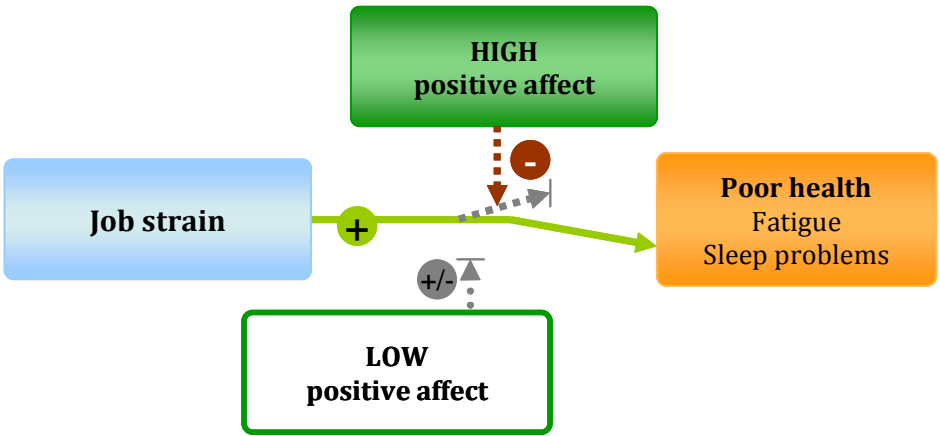 HIGH
positive affect
-
Job strain
+
Poor health
Fatigue
Sleep problems
+/-
LOW
positive affect